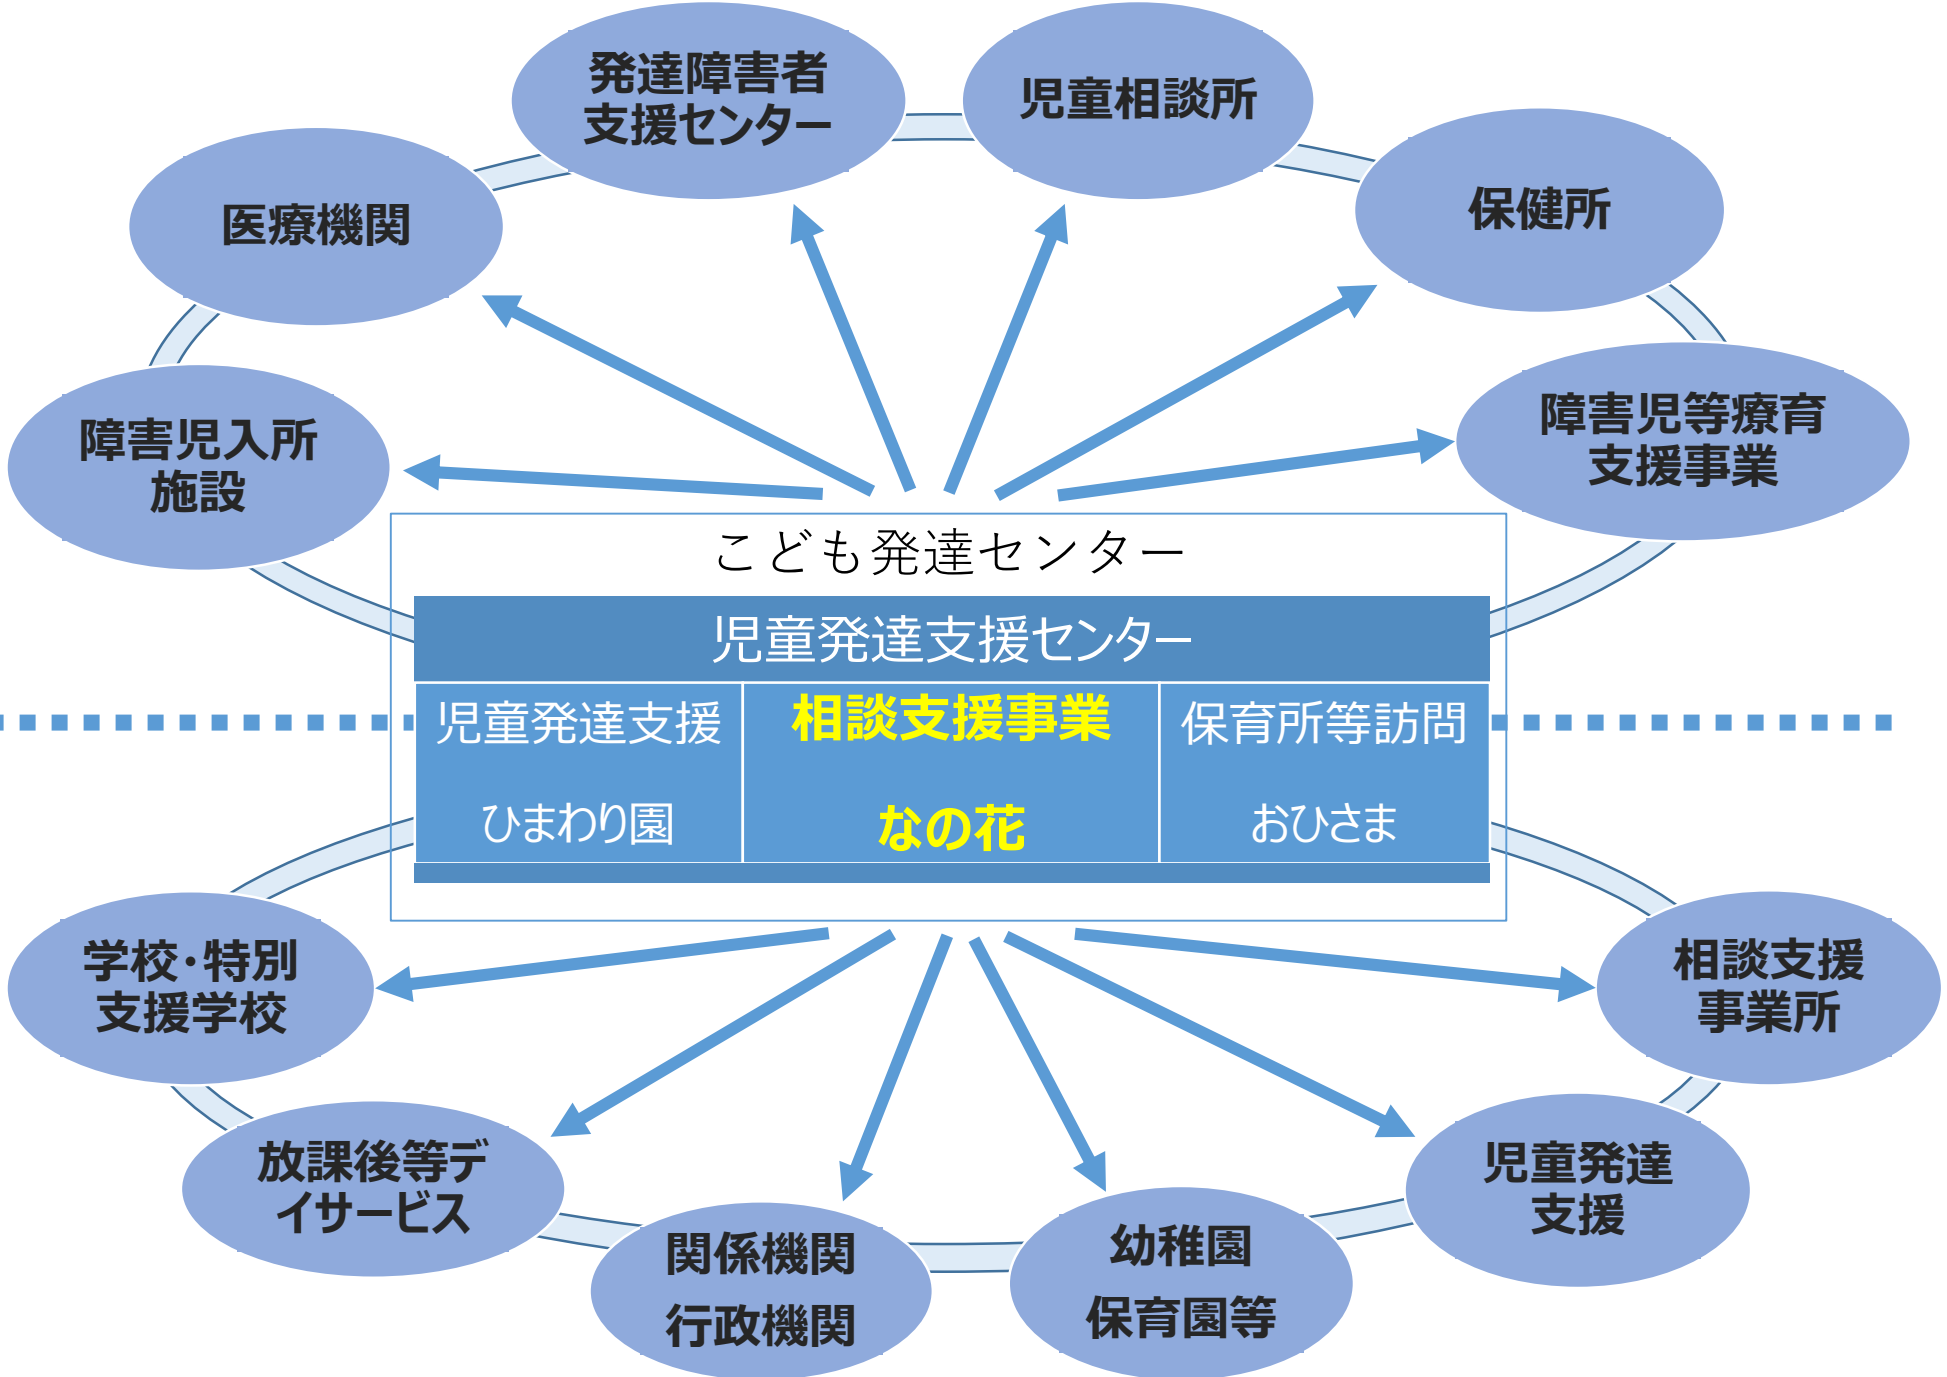 発達障害者
支援センター
児童相談所
医療機関
保健所
障害児入所
施設
障害児等療育
支援事業
こども発達センター
児童発達支援センター
児童発達支援
ひまわり園
相談支援事業
なの花
保育所等訪問
おひさま
学校・特別
支援学校
相談支援
事業所
放課後等デ
イサービス
児童発達
支援
関係機関
行政機関
幼稚園
保育園等